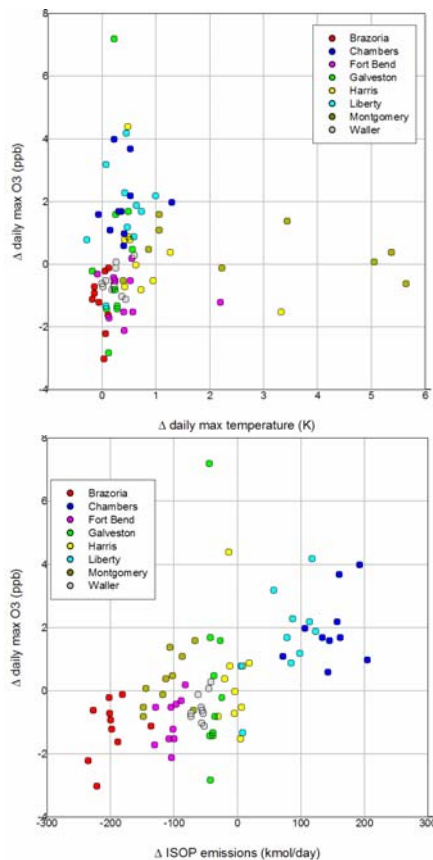 8
6
4
2
0
-2
-4
Δ daily max O3 (ppb)
Brazoria
Chambers
Fort Bend
Galveston
Harris
Liberty
Montgomery
Waller
0 1 2 3 4 5 6
Δ daily max temperature (K)
8
6
4
2
0
-2
-4
Δ daily max O3 (ppb)
Brazoria
Chambers
Fort Bend
Galveston
Harris
Liberty
Montgomery
Waller
-300 -200 -100 0 100 200 300
Δ ISOP emissions (kmol/day)